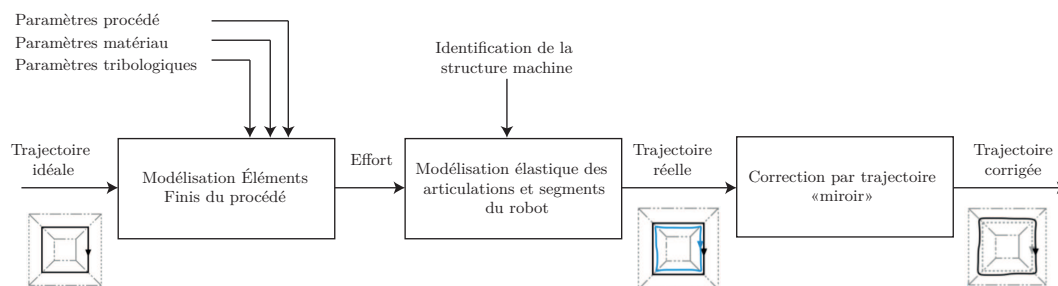 Paramètres procédé
Paramètres matériau
Paramètres tribologiques
Identification de la
structure machine
Trajectoire
idéale
Modélisation Éléments
Finis du procédé
Effort
Modélisation élastique des
articulations et segments
du robot
Trajectoire
réelle
Correction par trajectoire
«miroir»
Trajectoire
corrigée